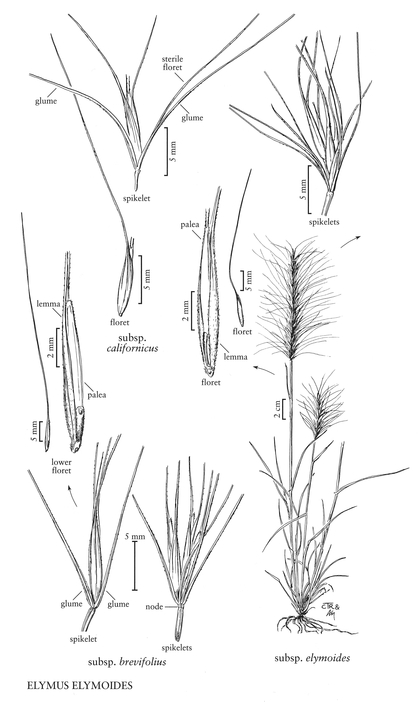 sterile
floret
glume
glume
5 mm
spikelet
5 mm
spikelets
palea
5 mm
5 mm
2 mm
floret
floret
subsp.
californicus
lemma
floret
lemma
2 mm
palea
5 mm
lower
floret
2 cm
5 mm
glume
glume
node
spikelet
spikelets
subsp. brevifolius
subsp. elymoides
ELYMUS ELYMOIDES